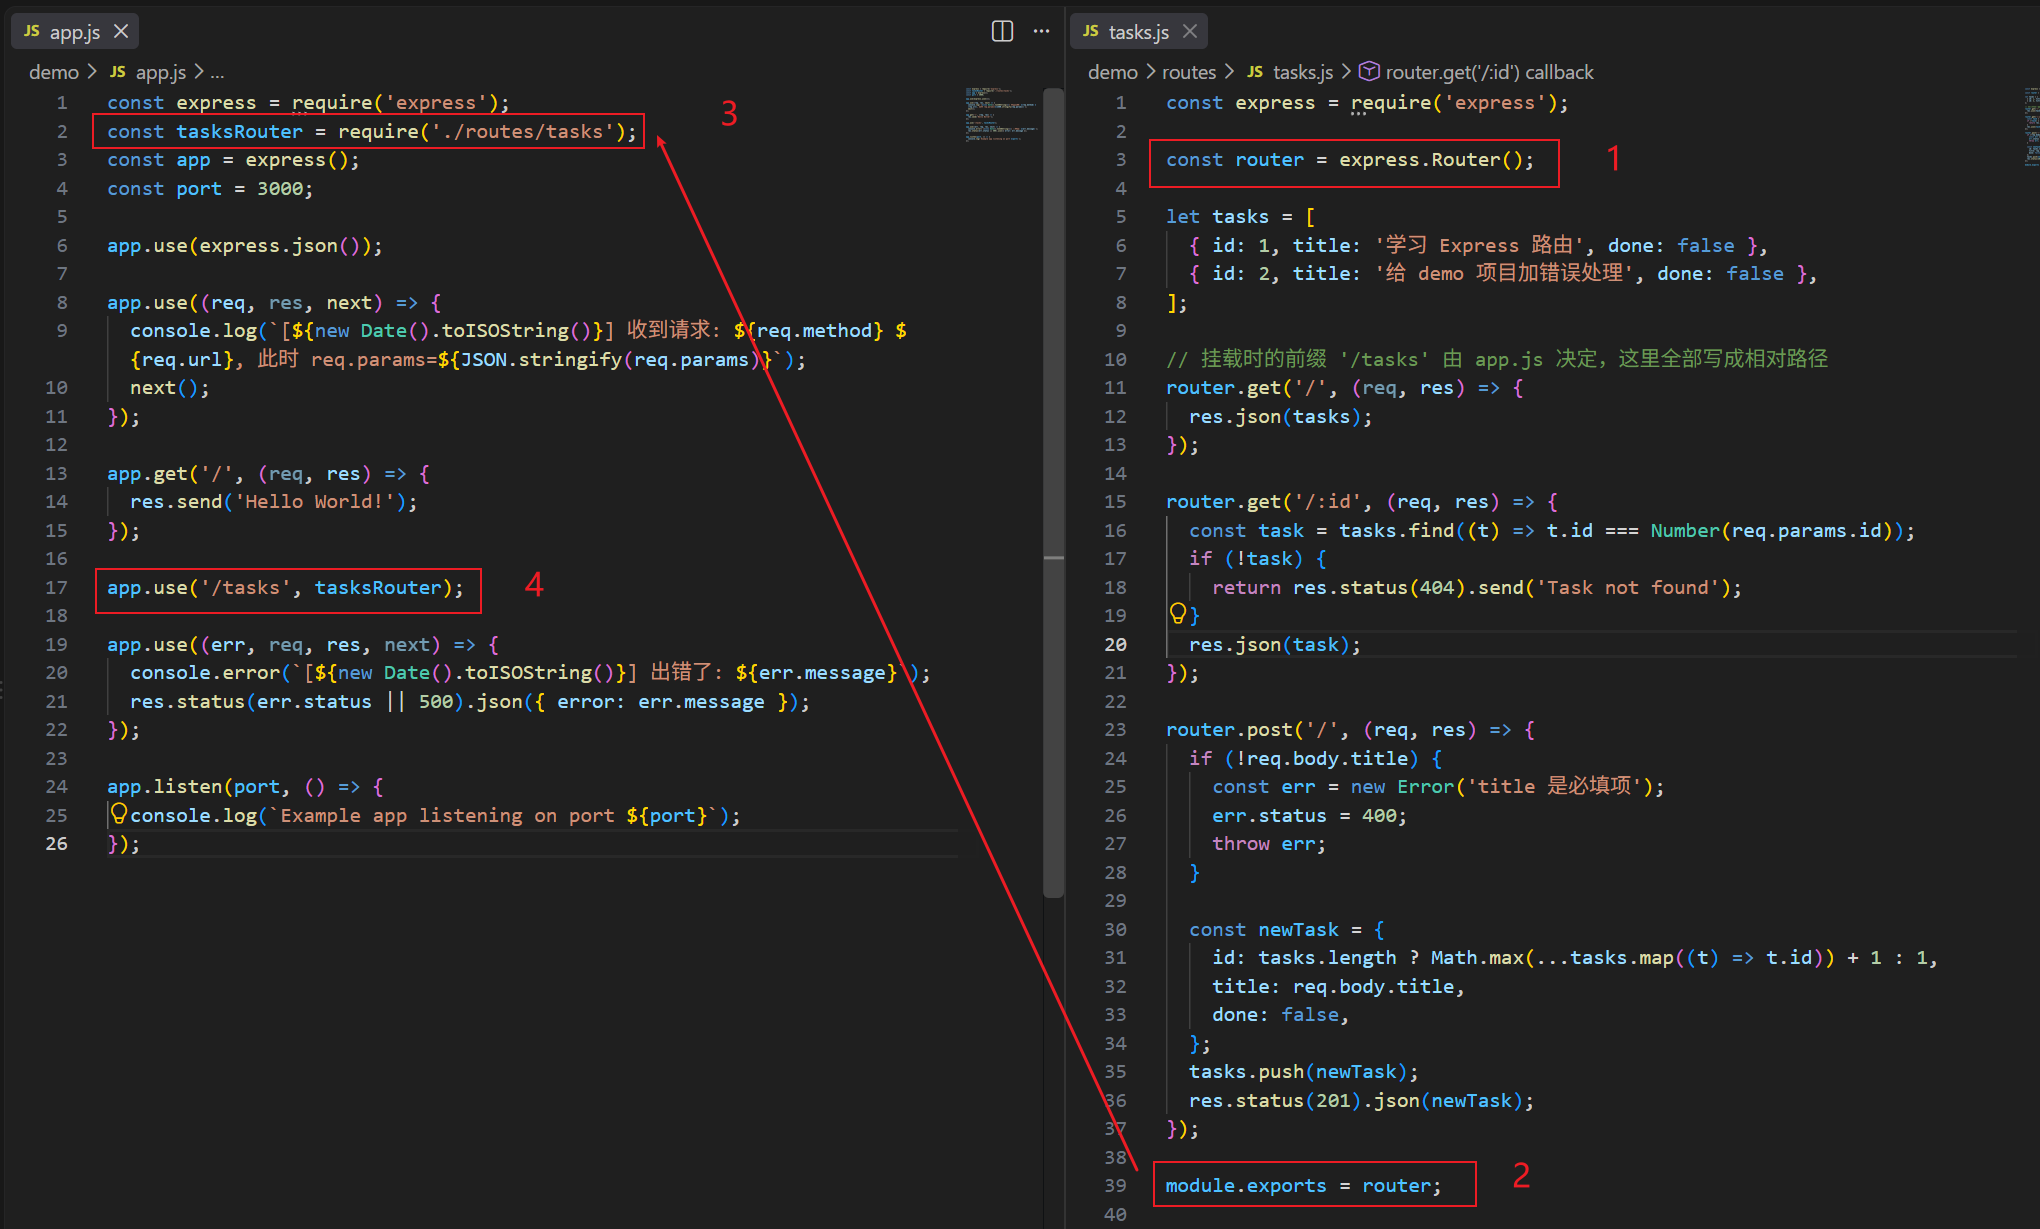 JS app.js
demo > JS app.js > ...
1 const express = require('express');
2 const tasksRouter = require('./routes/tasks');
3
3 const app = express();
4 const port = 3000;
5
6 app.use(express.json());
7
8 app.use((req, res, next) => {
9 console.log(`[${new Date().toISOString()}] 收到请求: ${req.method} $
{req.url}, 此时 req.params=${JSON.stringify(req.params)}`);
10 next();
11 });
12
13 app.get('/', (req, res) => {
14 res.send('Hello World!');
15 });
16
17 app.use('/tasks', tasksRouter);
4
18
19 app.use((err, req, res, next) => {
20 console.error(`[${new Date().toISOString()}] 出错了: ${err.message}`);
21 res.status(err.status || 500).json({ error: err.message });
22 });
23
24 app.listen(port, () => {
25 console.log(`Example app listening on port ${port}`);
26 });
JS tasks.js
demo > routes > JS tasks.js > router.get('/:id') callback
1 const express = require('express');
2
3 const router = express.Router();
1
4
5 let tasks = [
6 { id: 1, title: '学习 Express 路由', done: false },
7 { id: 2, title: '给 demo 项目加错误处理', done: false },
8 ];
9
10 // 挂载时的前缀 '/tasks' 由 app.js 决定，这里全部写成相对路径
11 router.get('/', (req, res) => {
12 res.json(tasks);
13 });
14
15 router.get('/:id', (req, res) => {
16 const task = tasks.find((t) => t.id === Number(req.params.id));
17 if (!task) {
18 return res.status(404).send('Task not found');
19 }
20 res.json(task);
21 });
22
23 router.post('/', (req, res) => {
24 if (!req.body.title) {
25 const err = new Error('title 是必填项');
26 err.status = 400;
27 throw err;
28 }
29
30 const newTask = {
31 id: tasks.length ? Math.max(...tasks.map((t) => t.id)) + 1 : 1,
32 title: req.body.title,
33 done: false,
34 };
35 tasks.push(newTask);
36 res.status(201).json(newTask);
37 });
38
39 module.exports = router;
2
40